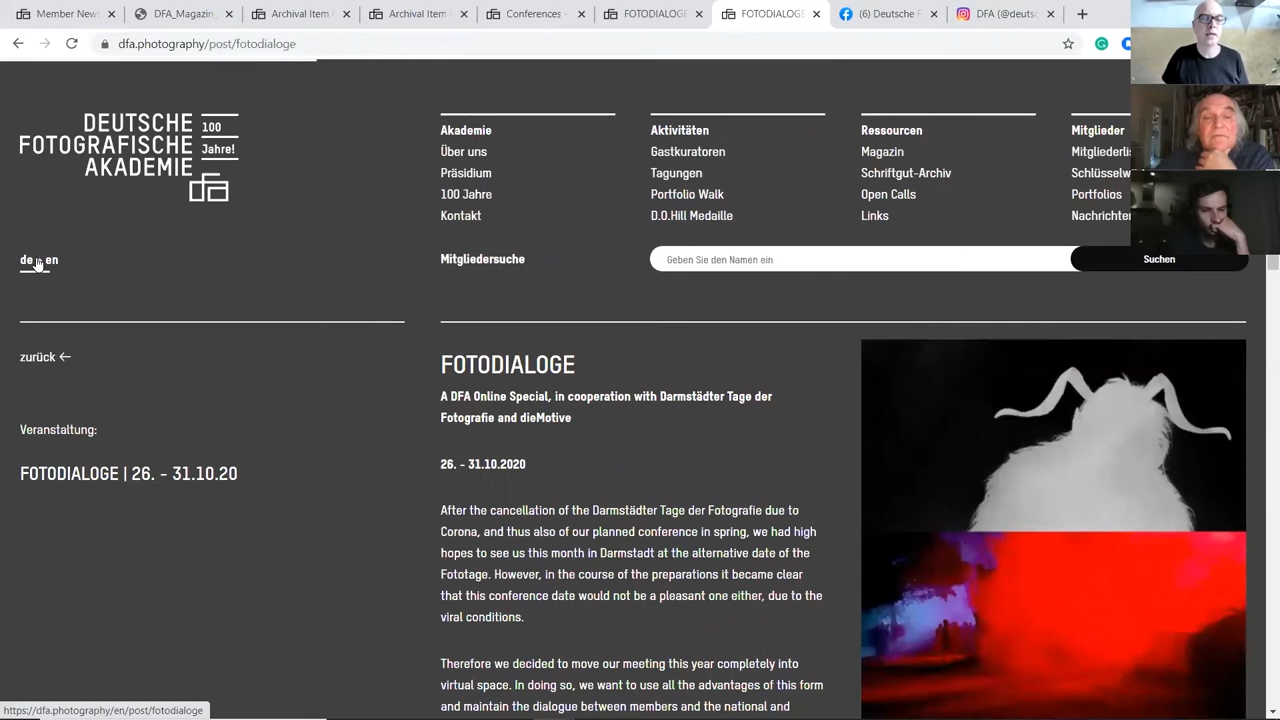 Member News
DFA_Magazin_
Archival Item
Archival Item
Conferences -
FOTODIALOGE
FOTODIALOGE
(6) Deutsche F
DFA (@deuts
dfa.photography/post/fotodialoge
DEUTSCHE
FOTOGRAFISCHE
AKADEMIE
100
Jahre!
Akademie
Über uns
Präsidium
100 Jahre
Kontakt
Aktivitäten
Gastkuratoren
Tagungen
Portfolio Walk
D.O.Hill Medaille
Ressourcen
Magazin
Schriftgut-Archiv
Open Calls
Links
Mitglieder
Mitgliederlis
Schlüsselw
Portfolios
Nachrichte
de en
Mitgliedersuche
Geben Sie den Namen ein
Suchen
zurück ←
Veranstaltung:
FOTODIALOGE | 26. - 31.10.20
FOTODIALOGE
A DFA Online Special, in cooperation with Darmstädter Tage der
Fotografie and dieMotive
26. - 31.10.2020
After the cancellation of the Darmstädter Tage der Fotografie due to
Corona, and thus also of our planned conference in spring, we had high
hopes to see us this month in Darmstadt at the alternative date of the
Fototage. However, in the course of the preparations it became clear
that this conference date would not be a pleasant one either, due to the
viral conditions.
Therefore we decided to move our meeting this year completely into
virtual space. In doing so, we want to use all the advantages of this form
and maintain the dialogue between members and the national and
https://dfa.photography/en/post/fotodialoge